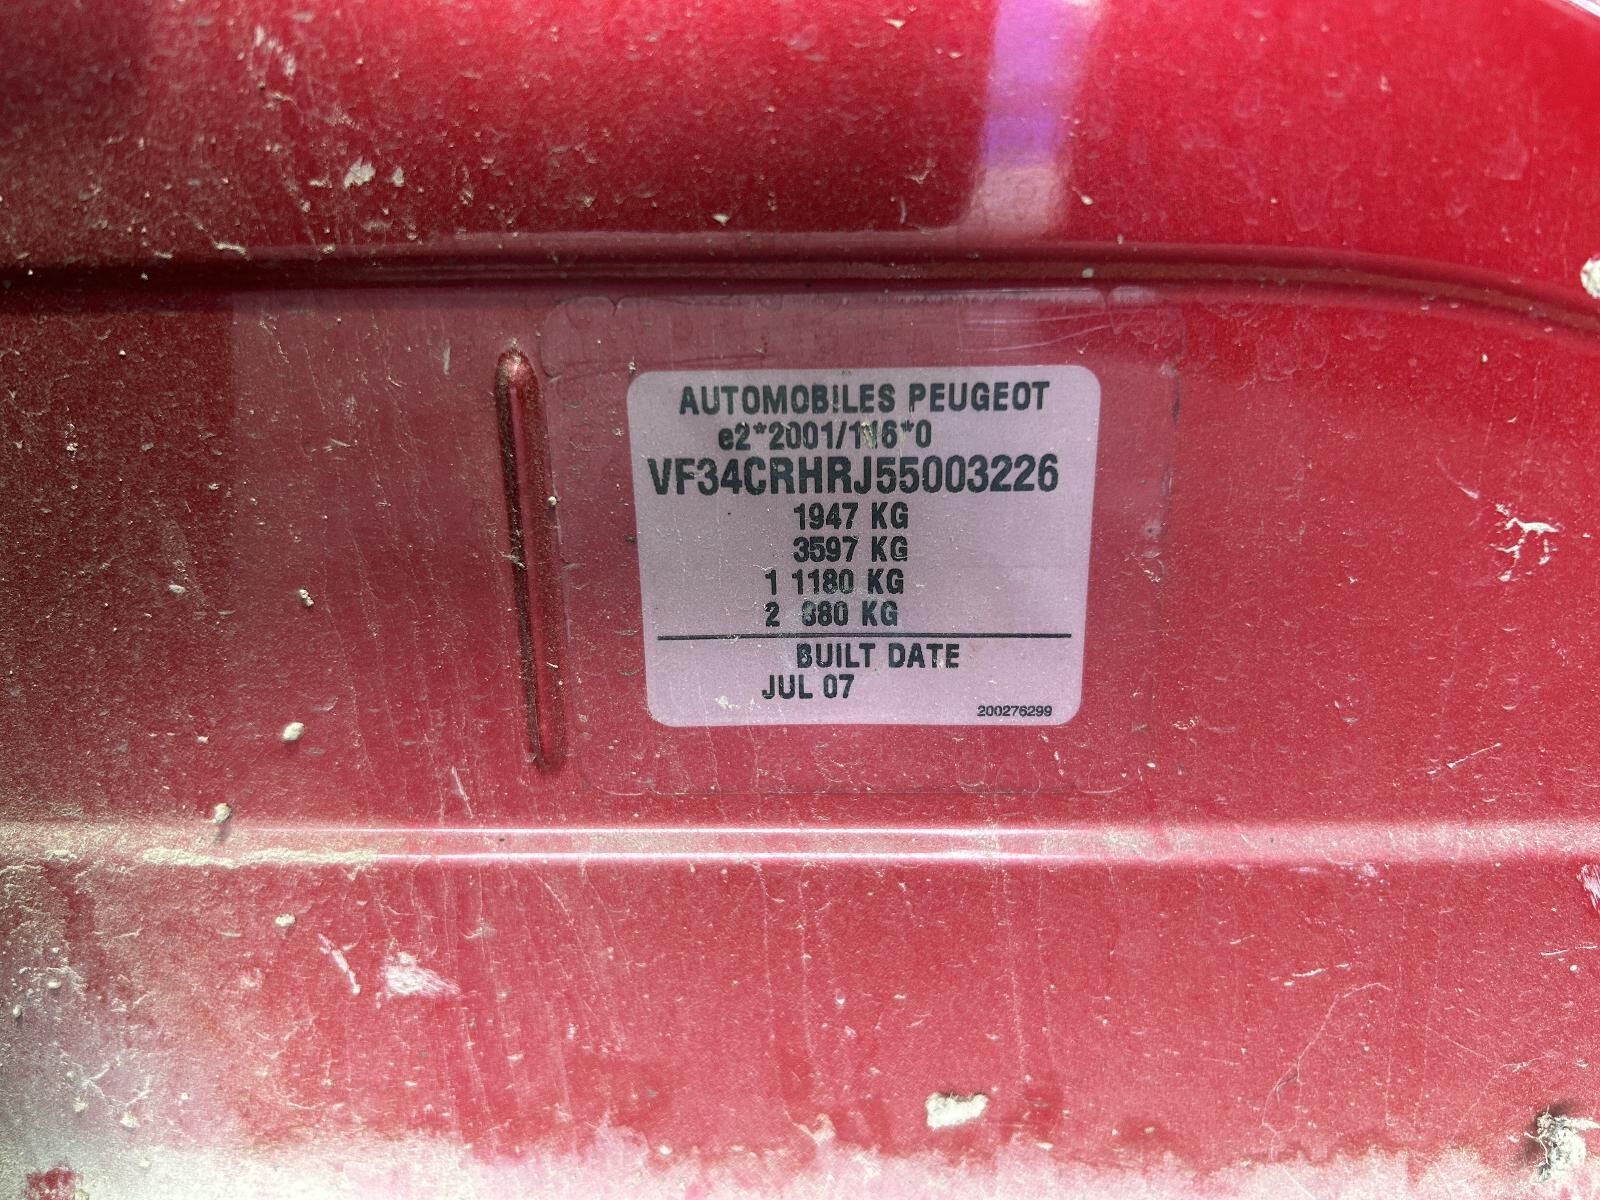 AUTOMOBILES PEUGEOT
e2*2001/116*0
VF34CRHRJ55003226
1947 KG
3597 KG
1 1180 KG
2 880 KG
BUILT DATE
JUL 07
200276299